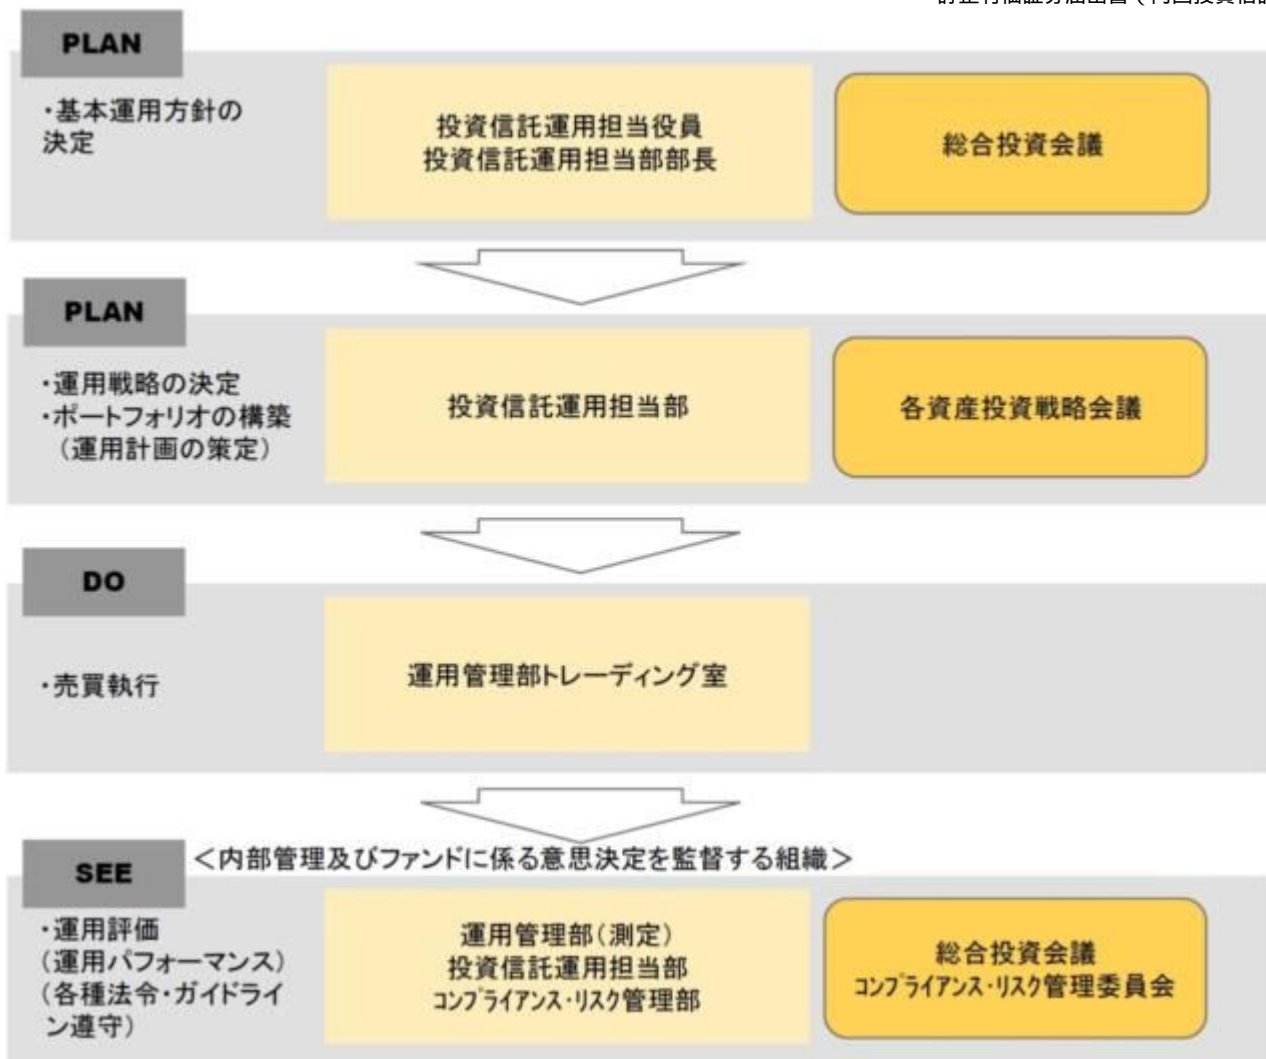 PLAN
・基本運用方針の
決定
投資信託運用担当役員
投資信託運用担当部部長
総合投資会議
PLAN
・運用戦略の決定
・ポートフォリオの構築
（運用計画の策定）
投資信託運用担当部
各資産投資戦略会議
DO
・売買執行
運用管理部トレーディング室
SEE
＜内部管理及びファンドに係る意思決定を監督する組織＞
・運用評価
（運用パフォーマンス）
（各種法令・ガイドライ
ン遵守）
運用管理部（測定）
投資信託運用担当部
コンプライアンス・リスク管理部
総合投資会議
コンプライアンス・リスク管理委員会